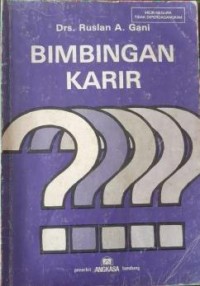 Drs. Ruslan A. Gani
BIMBINGAN
KARIR
???
penerbit ANGKASA bandung